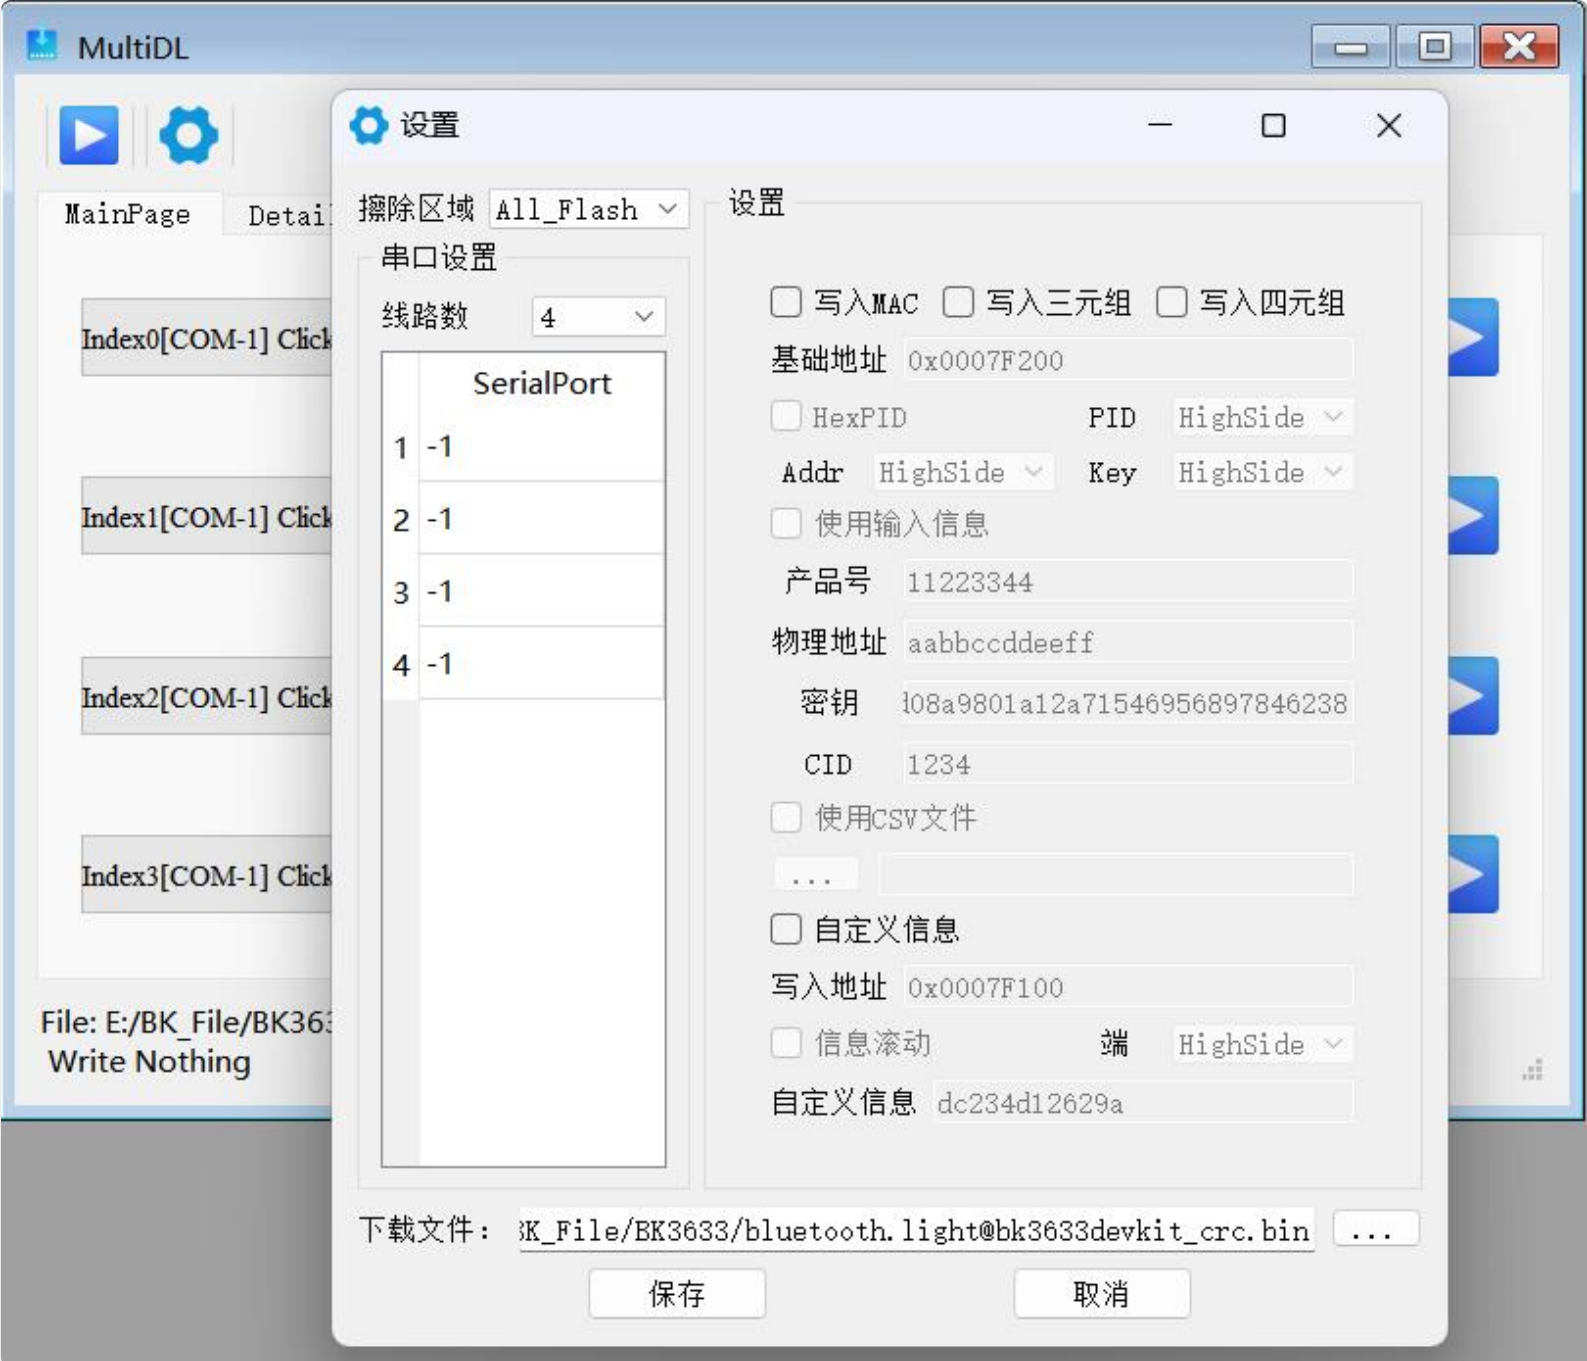 MultiDL
设置
MainPage
Detail
擦除区域 All_Flash
设置
串口设置
线路数 4
SerialPort
1 -1
2 -1
3 -1
4 -1
写入MAC 写入三元组 写入四元组
基础地址 0x0007F200
HexPID PID HighSide
Addr HighSide Key HighSide
使用输入信息
产品号 11223344
物理地址 aabbccddeeff
密钥 d08a9801a12a71546956897846238
CID 1234
使用CSV文件
...
自定义信息
写入地址 0x0007F100
信息滚动 端 HighSide
自定义信息 dc234d12629a
Index0[COM-1] Click
Index1[COM-1] Click
Index2[COM-1] Click
Index3[COM-1] Click
File: E:/BK_File/BK363
Write Nothing
下载文件： BK_File/BK3633/bluetooth.light@bk3633devkit_crc.bin ...
保存 取消